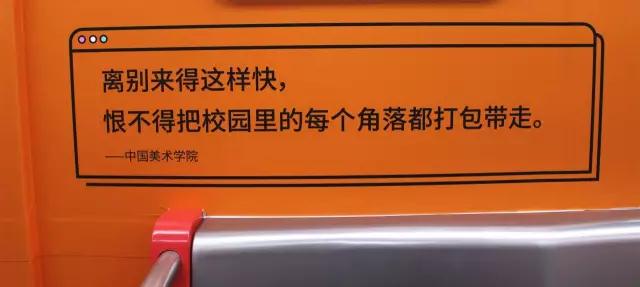 离别来得这样快，
恨不得把校园里的每个角落都打包带走。
——中国美术学院